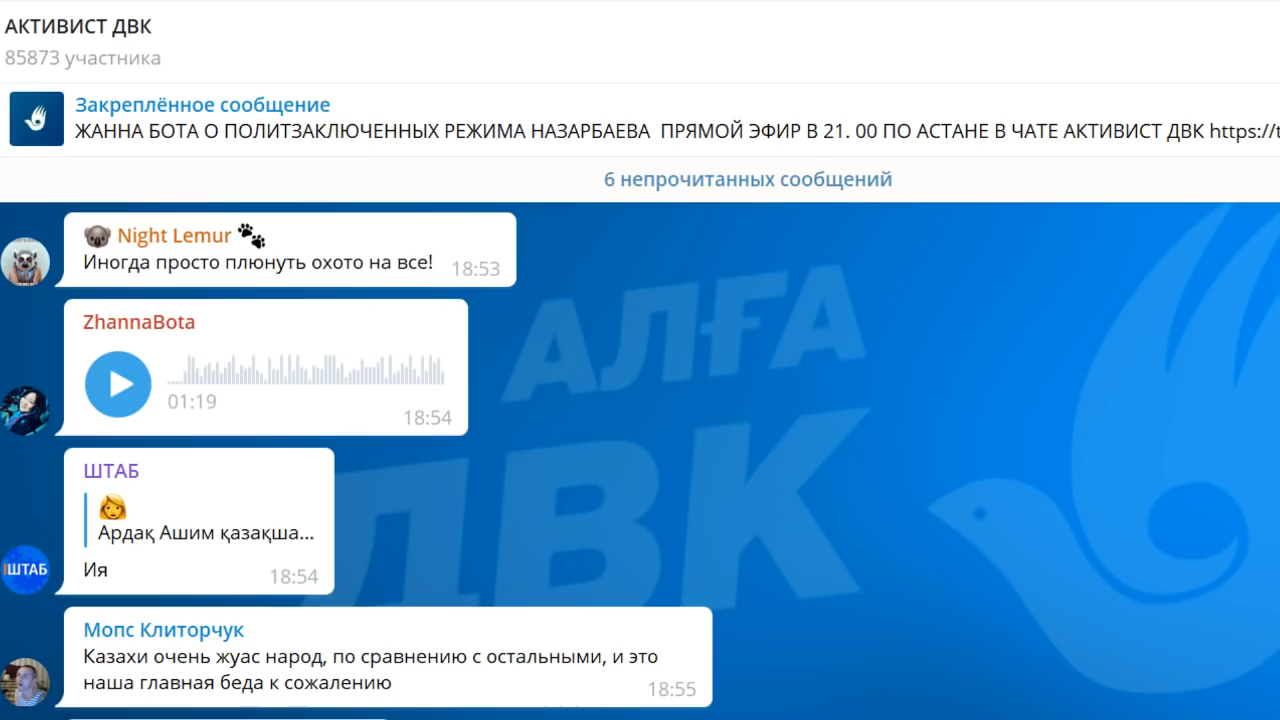 АКТИВИСТ ДВК
85873 участника
Закреплённое сообщение
ЖАННА БОТА О ПОЛИТЗАКЛЮЧЕННЫХ РЕЖИМА НАЗАРБАЕВА ПРЯМОЙ ЭФИР В 21. 00 ПО АСТАНЕ В ЧАТЕ АКТИВИСТ ДВК https://t
6 непрочитанных сообщений
Night Lemur
Иногда просто плюнуть охото на все!
18:53
ZhannaBota
01:19
18:54
ШТАБ
Ардақ Ашим қазақша...
Ия
18:54
ШТАБ
Мопс Клиторчук
Казахи очень жуас народ, по сравнению с остальными, и это
наша главная беда к сожалению
18:55
АЛҒА
ДВК